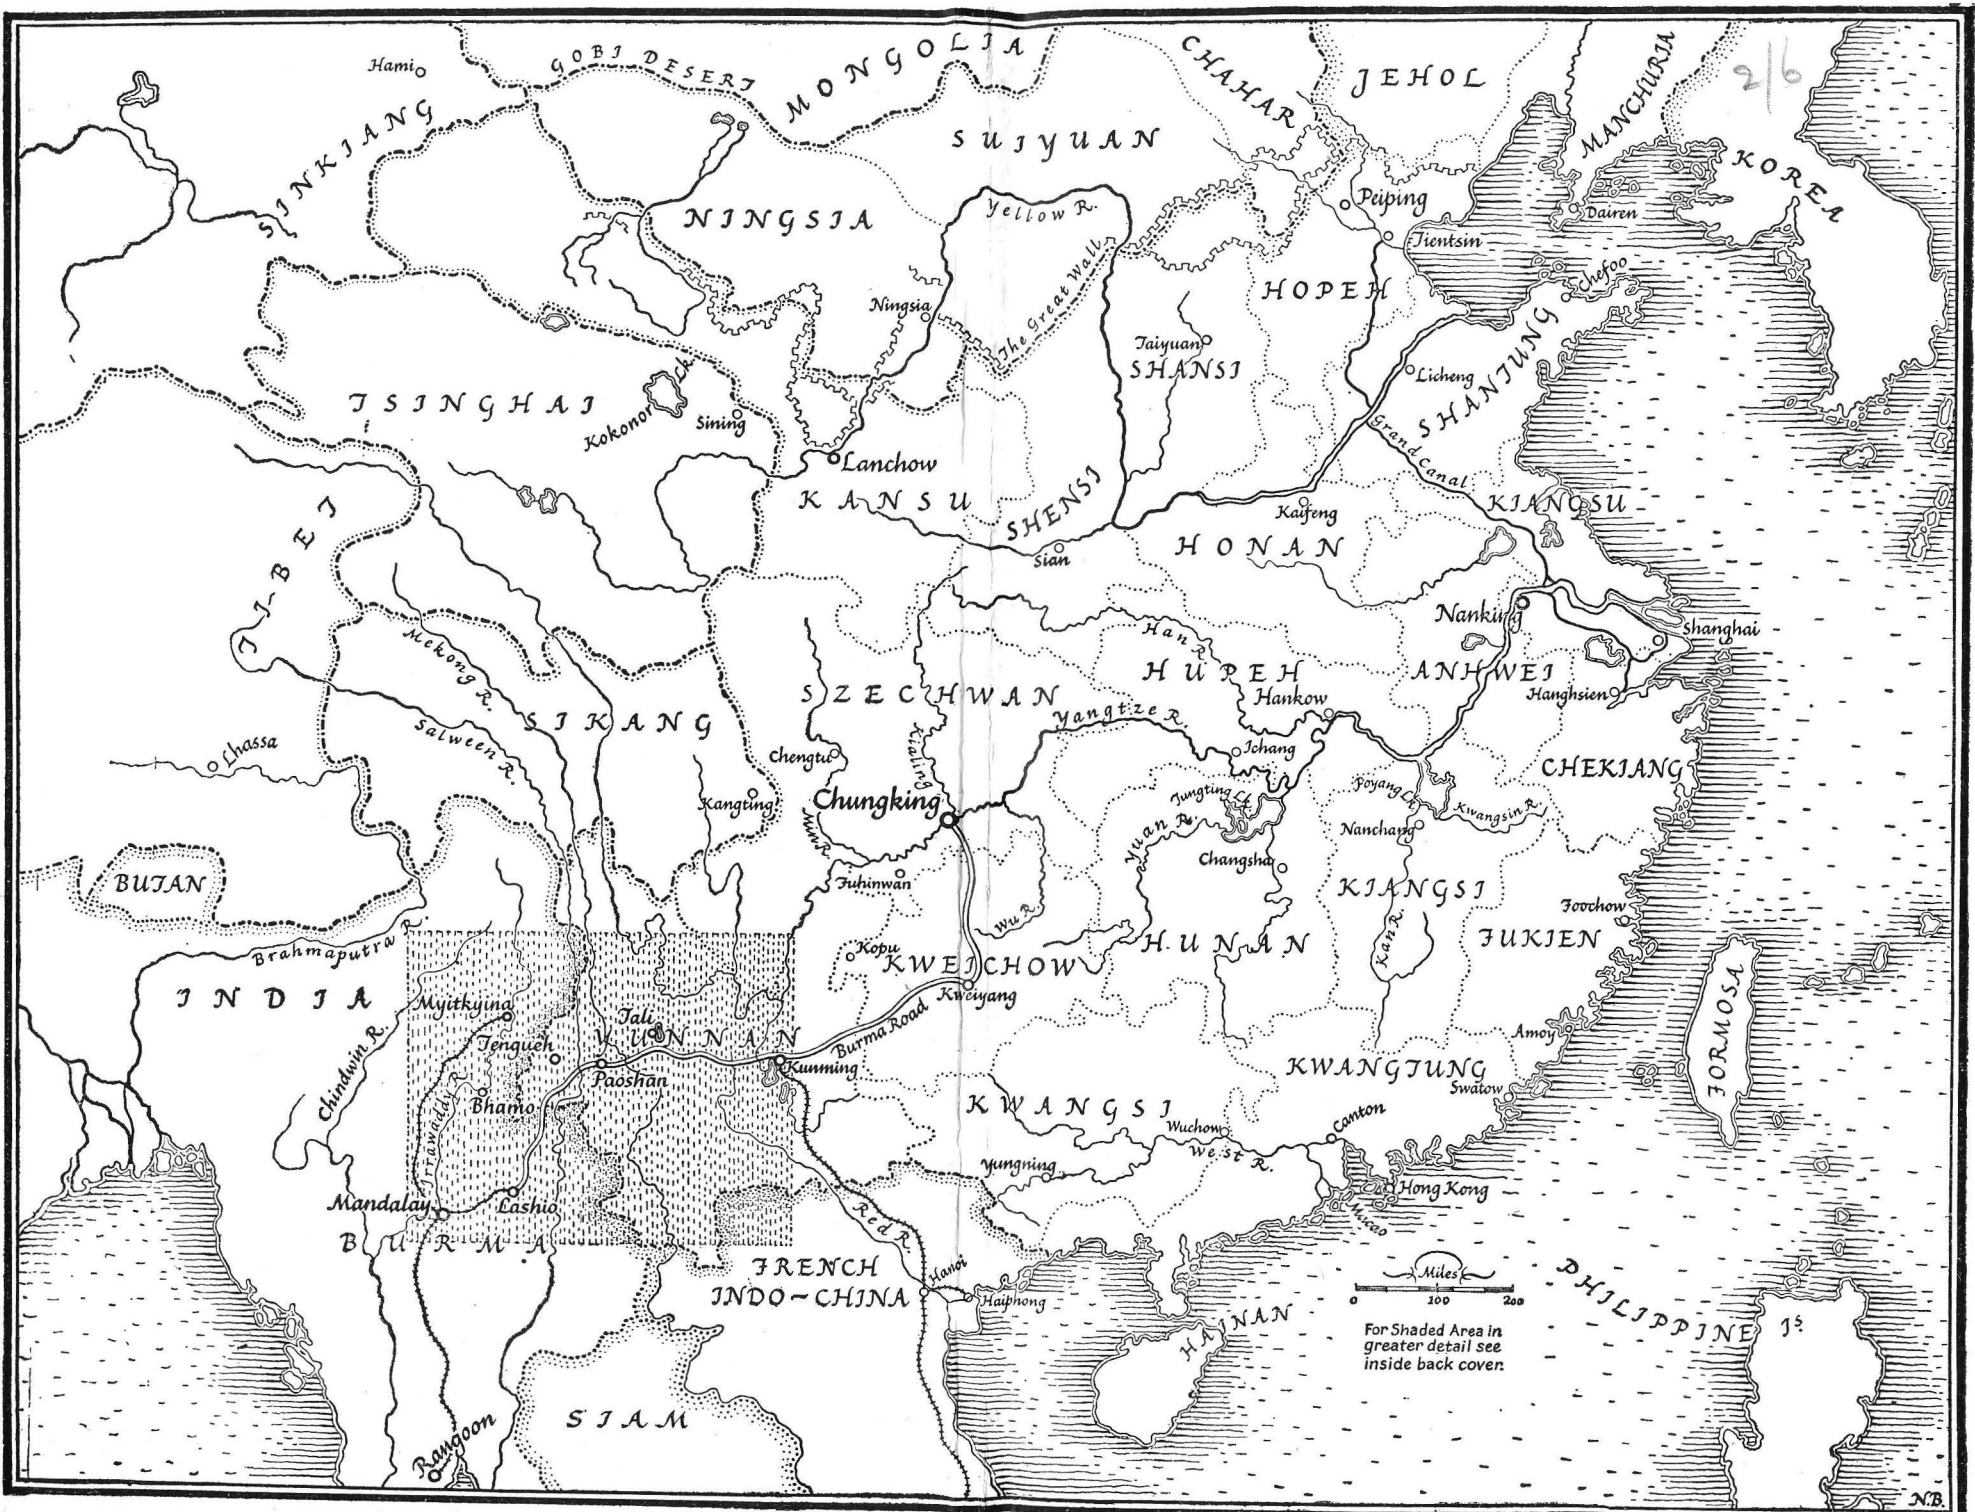 Hami
GOBI DESERT
MONGOLIA
CHAHAR
JEHOL
MANCHURIA
2/6
SINKIANG
SUIYUAN
KOREA
Peiping
Dairen
NINGSIA
Yellow R.
Tientsin
The Great Wall
Chefoo
HOPEH
Ningsia
Taiyuan
SHANSI
Licheng
SHANTUNG
TSINGHAI
Kokonor Lk.
Sining
Grand Canal
Lanchow
KANSU
SHENSI
Kaifeng
KIANGSU
TIBET
Sian
HONAN
Nanking
Shanghai
Mekong R.
Han R.
HUPEH
ANHWEI
SZECHWAN
Hankow
Hanghsien
SIKANG
Yangtze R.
Salween R.
Kialing
Lhassa
Chengtu
Ichang
CHEKIANG
Kangting
Chungking
Tungting Lk.
Poyang Lk.
Kwangsin R.
Min R.
Yuan R.
Nanchang
Changsha
BUTAN
Fuhinwan
KIANGSI
Wu R.
Foochow
Brahmaputra R.
Kopu
KWEICHOW
HUNAN
Kan R.
FUKIEN
INDIA
Myitkyina
Kweiyang
Tali
YUNNAN
Burma Road
Amoy
FORMOSA
Chindwin R.
Tengueh
Paoshan
Kunming
KWANGTUNG
Swatow
Irrawaddy R.
Bhamo
KWANGSI
Wuchow
Canton
West R.
Yungning
Mandalay
Lashio
Hong Kong
Macao
Red R.
BURMA
FRENCH
INDO-CHINA
Hanoi
Haiphong
Miles
0 100 200
PHILIPPINE Is.
HAINAN
For Shaded Area in
greater detail see
inside back cover.
SIAM
Rangoon
N.B.